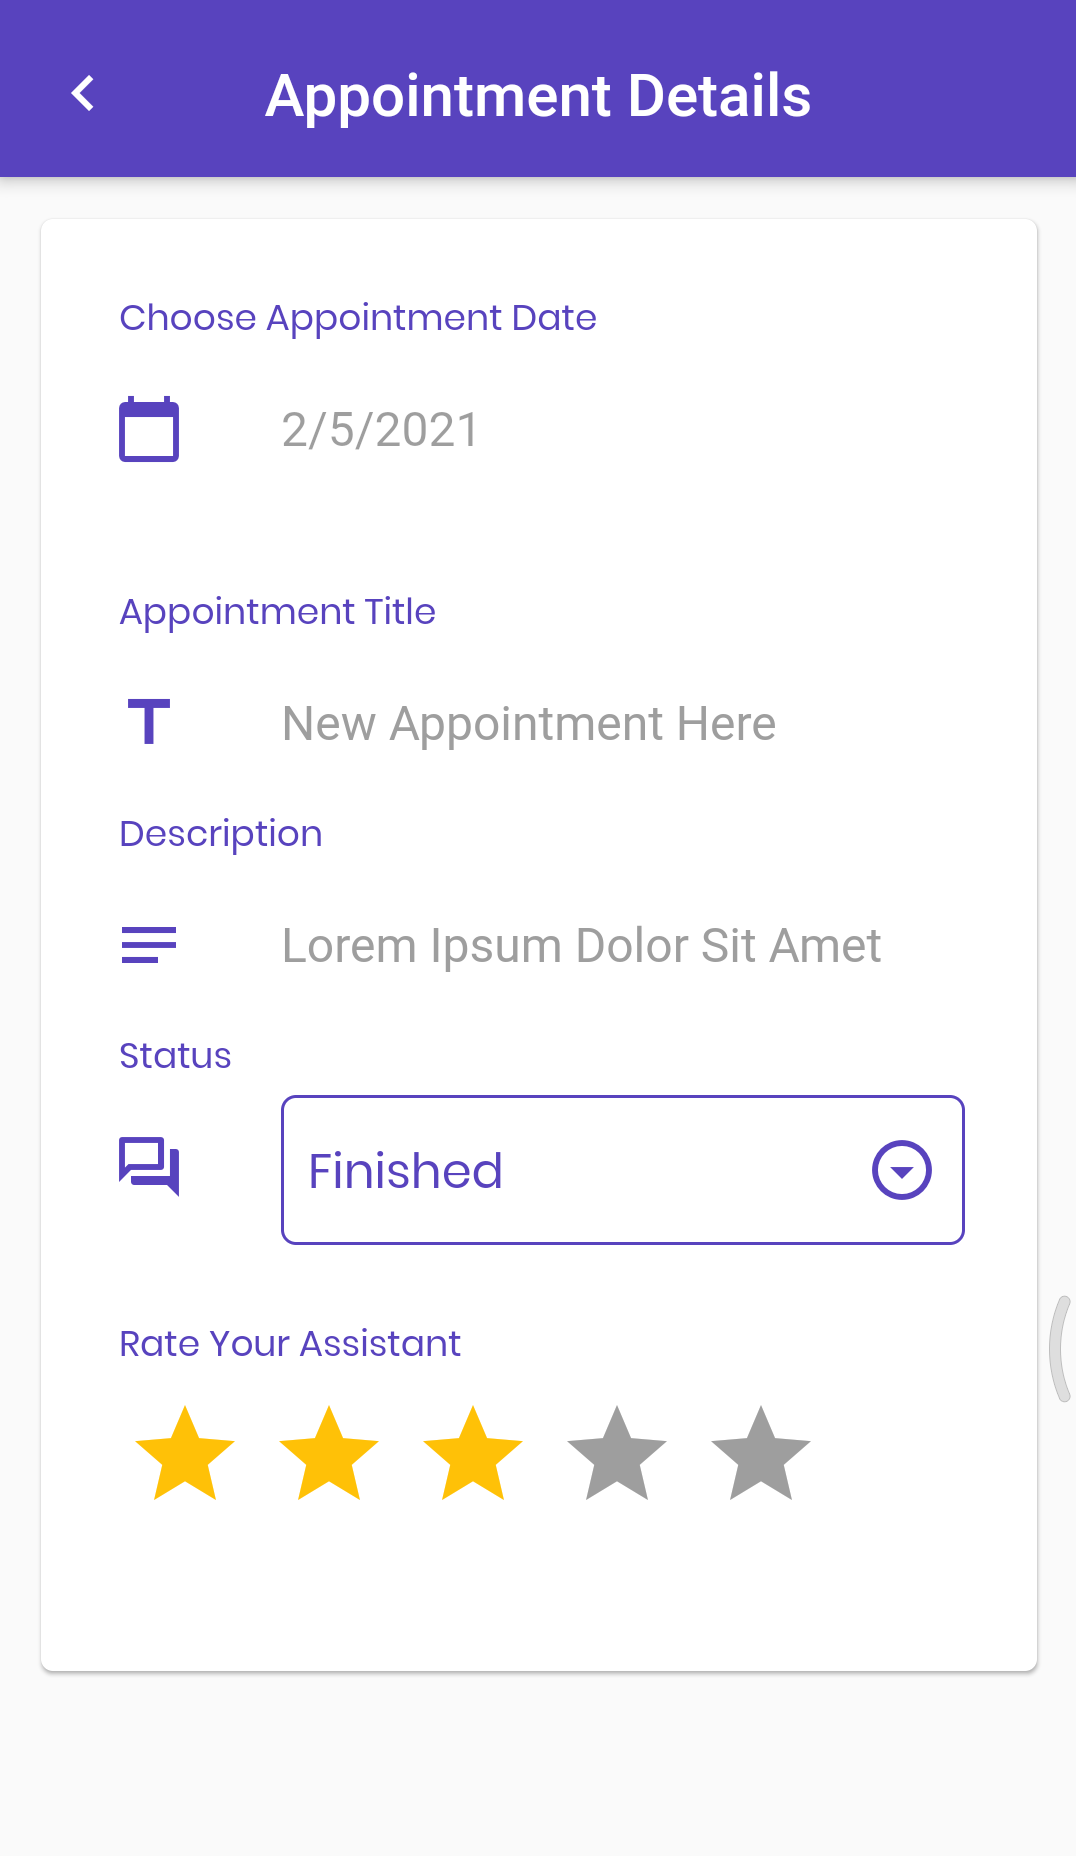 Appointment Details
Choose Appointment Date
2/5/2021
Appointment Title
New Appointment Here
Description
Lorem Ipsum Dolor Sit Amet
Status
Finished
Rate Your Assistant